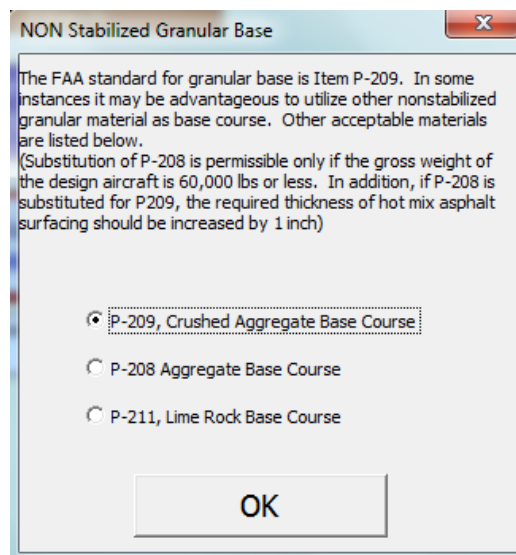 NON Stabilized Granular Base
The FAA standard for granular base is Item P-209.  In some
instances it may be advantageous to utilize other nonstabilized
granular material as base course.  Other acceptable materials
are listed below.
(Substitution of P-208 is permissible only if the gross weight of
the design aircraft is 60,000 lbs or less.  In addition, if P-208 is
substituted for P209, the required thickness of hot mix asphalt
surfacing should be increased by 1 inch)
P-209, Crushed Aggregate Base Course
P-208 Aggregate Base Course
P-211, Lime Rock Base Course
OK